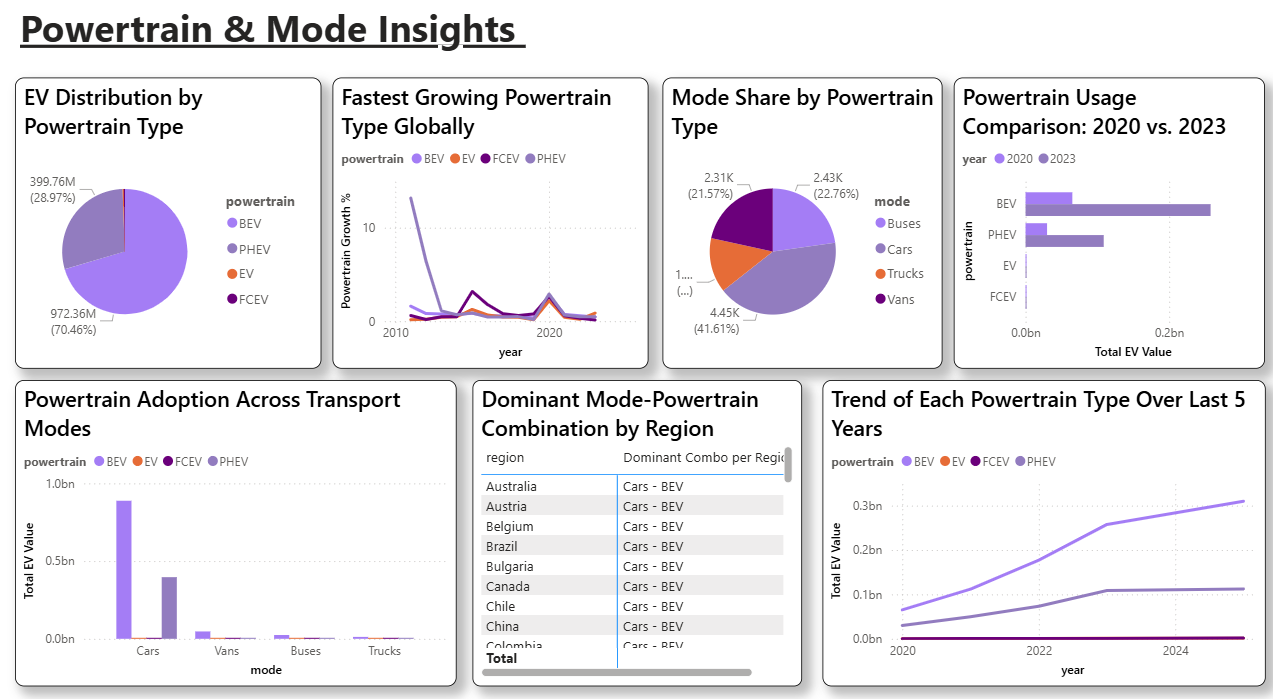 Powertrain & Mode Insights
EV Distribution by
Powertrain Type
399.76M
(28.97%)
972.36M
(70.46%)
powertrain
BEV
PHEV
EV
FCEV
Fastest Growing Powertrain
Type Globally
powertrain BEV EV FCEV PHEV
Powertrain Growth %
10
0
2010 2020
year
Mode Share by Powertrain
Type
2.31K
(21.57%)
2.43K
(22.76%)
1....
(...)
4.45K
(41.61%)
mode
Buses
Cars
Trucks
Vans
Powertrain Usage
Comparison: 2020 vs. 2023
year 2020 2023
powertrain
BEV
PHEV
EV
FCEV
0.0bn 0.2bn
Total EV Value
Powertrain Adoption Across Transport
Modes
powertrain BEV EV FCEV PHEV
Total EV Value
1.0bn
0.5bn
0.0bn
Cars Vans Buses Trucks
mode
Dominant Mode-Powertrain
Combination by Region
region Dominant Combo per Regic
Australia Cars - BEV
Austria Cars - BEV
Belgium Cars - BEV
Brazil Cars - BEV
Bulgaria Cars - BEV
Canada Cars - BEV
Chile Cars - BEV
China Cars - BEV
Colombia Cars - BEV
Total
Trend of Each Powertrain Type Over Last 5
Years
powertrain BEV EV FCEV PHEV
Total EV Value
0.3bn
0.2bn
0.1bn
0.0bn
2020 2022 2024
year